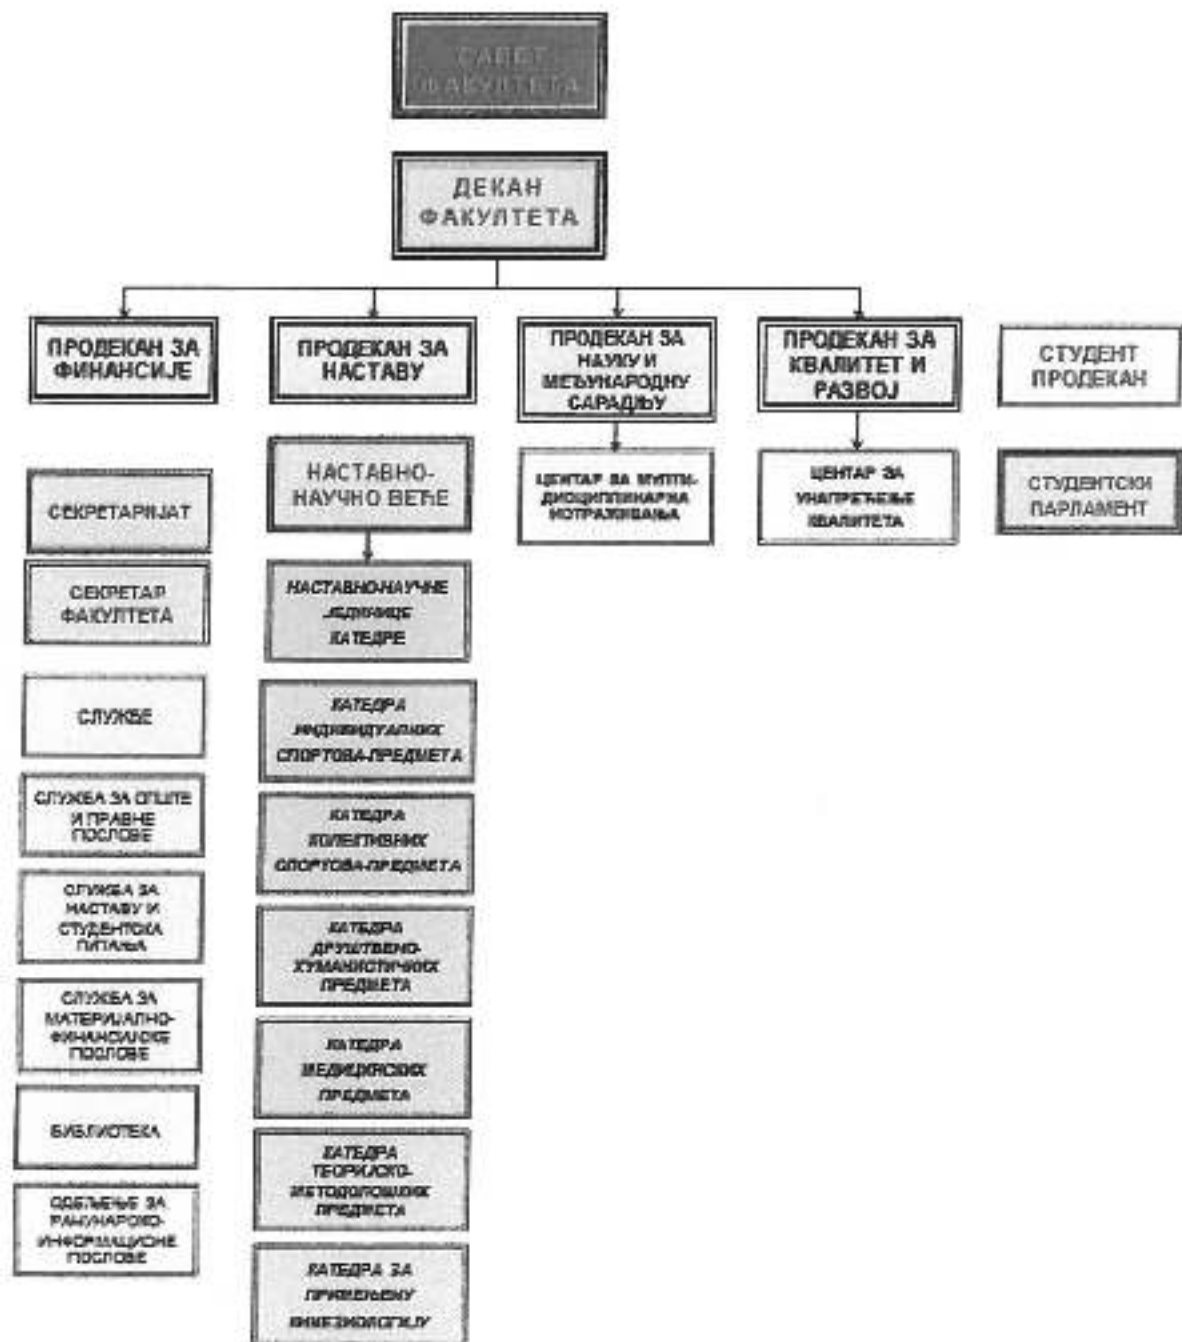 САВЕТ
ФАКУЛТЕТА
ДЕКАН
ФАКУЛТЕТА
ПРОДЕКАН ЗА
ФИНАНСИЈЕ
ПРОДЕКАН ЗА
НАСТАВУ
ПРОДЕКАН ЗА
НАУКУ И
МЕЂУНАРОДНУ
САРАДЊУ
ПРОДЕКАН ЗА
КВАЛИТЕТ И
РАЗВОЈ
СТУДЕНТ
ПРОДЕКАН
СЕКРЕТАРИЈАТ
СЕКРЕТАР
ФАКУЛТЕТА
СЛУЖБЕ
СЛУЖБА ЗА ОПШТЕ
И ПРАВНЕ
ПОСЛОВЕ
СЛУЖБА ЗА
НАСТАВУ И
СТУДЕНТСКА
ПИТАЊА
СЛУЖБА ЗА
МАТЕРИЈАЛНО-
ФИНАНСИЈСКЕ
ПОСЛОВЕ
БИБЛИОТЕКА
ОДЕЉЕЊЕ ЗА
РАЧУНАРСКО-
ИНФОРМАЦИОНЕ
ПОСЛОВЕ
НАСТАВНО-
НАУЧНО ВЕЋЕ
НАСТАВНО-НАУЧНЕ
ЈЕДИНИЦЕ
КАТЕДРЕ
КАТЕДРА
ИНДИВИДУАЛНИХ
СПОРТОВА-ПРЕДМЕТА
КАТЕДРА
КОЛЕКТИВНИХ
СПОРТОВА-ПРЕДМЕТА
КАТЕДРА
ДРУШТВЕНО-
ХУМАНИСТИЧКИХ
ПРЕДМЕТА
КАТЕДРА
МЕДИЦИНСКИХ
ПРЕДМЕТА
КАТЕДРА
ТЕОРИЈСКО-
МЕТОДОЛОШКИХ
ПРЕДМЕТА
КАТЕДРА ЗА
ПРИМЕЊЕНУ
КИНЕЗИОЛОГИЈУ
ЦЕНТАР ЗА МУЛТИ-
ДИСЦИПЛИНАРНА
ИСТРАЖИВАЊА
ЦЕНТАР ЗА
УНАПРЕЂЕЊЕ
КВАЛИТЕТА
СТУДЕНТСКИ
ПАРЛАМЕНТ